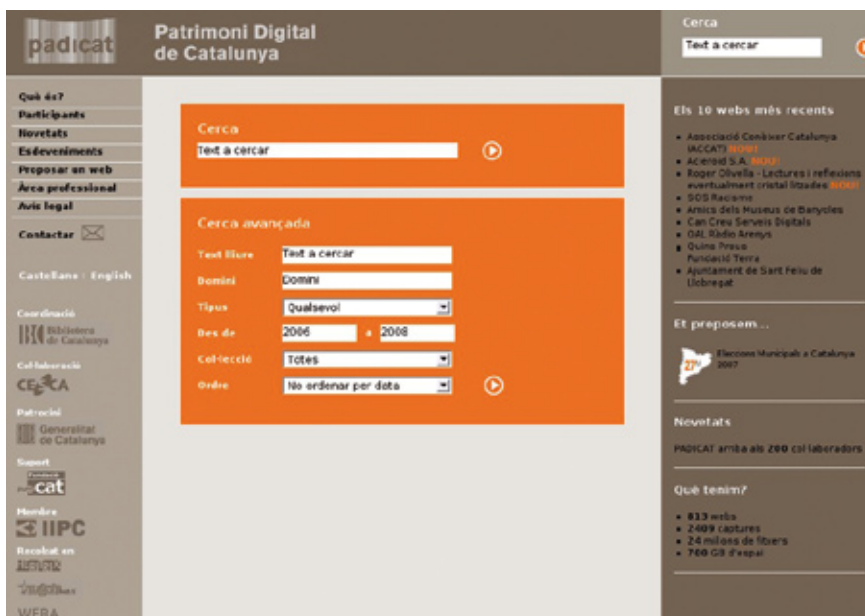 padicat
Patrimoni Digital
de Catalunya
Cerca
Text a cercar
Què és?
Participants
Novetats
Esdeveniments
Proposar un web
Àrea professional
Avís legal
Contactar
Castellano | English
Coordinació
Biblioteca
de Catalunya
Col·laboració
CESCA
Patrocini
Generalitat
de Catalunya
Suport
Fundació
.cat
Membre
IIPC
Recolzat en
WERA
Cerca
Text a cercar
Cerca avançada
Text lliure
Text a cercar
Domini
Domini
Tipus
Qualsevol
Des de
2006 a 2008
Col·lecció
Totes
Ordre
No ordenar per data
Els 10 webs més recents
Associació Conèixer Catalunya
(ACCAT) NOU!
Aceroid S.A. NOU!
Roger Olivella - Lectures i reflexions
eventualment cristal·litzades NOU!
SOS Racisme
Amics dels Museus de Banyoles
Can Creu Serveis Digitals
OAL Ràdio Arenys
Quima
Fundació Terra
Ajuntament de Sant Feliu de
Llobregat
Et proposem...
27
Eleccions Municipals a Catalunya
2007
Novetats
PADICAT arriba als 200 col·laboradors
Què tenim?
813 webs
2409 captures
24 milions de fitxers
700 GB d'espai